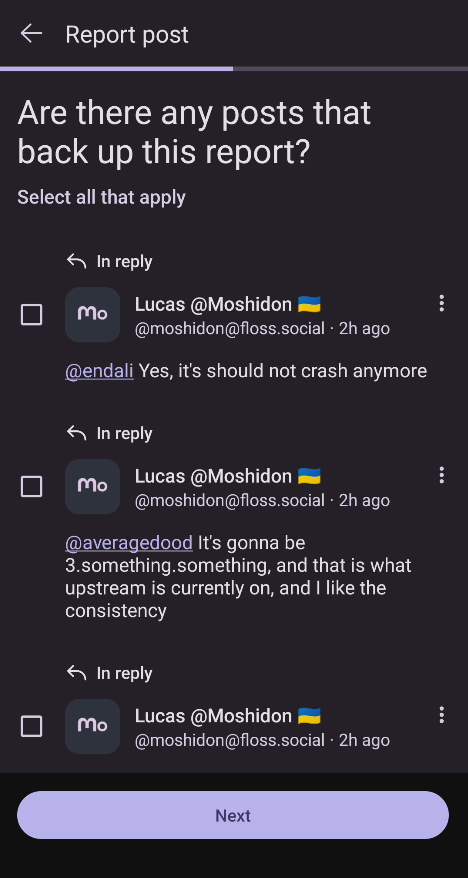 Report post
Are there any posts that
back up this report?
Select all that apply
In reply
mo
Lucas @Moshidon 🇺🇦
@moshidon@floss.social · 2h ago
@endali Yes, it's should not crash anymore
In reply
mo
Lucas @Moshidon 🇺🇦
@moshidon@floss.social · 2h ago
@averagedood It's gonna be
3.something.something, and that is what
upstream is currently on, and I like the
consistency
In reply
mo
Lucas @Moshidon 🇺🇦
@moshidon@floss.social · 2h ago
Next